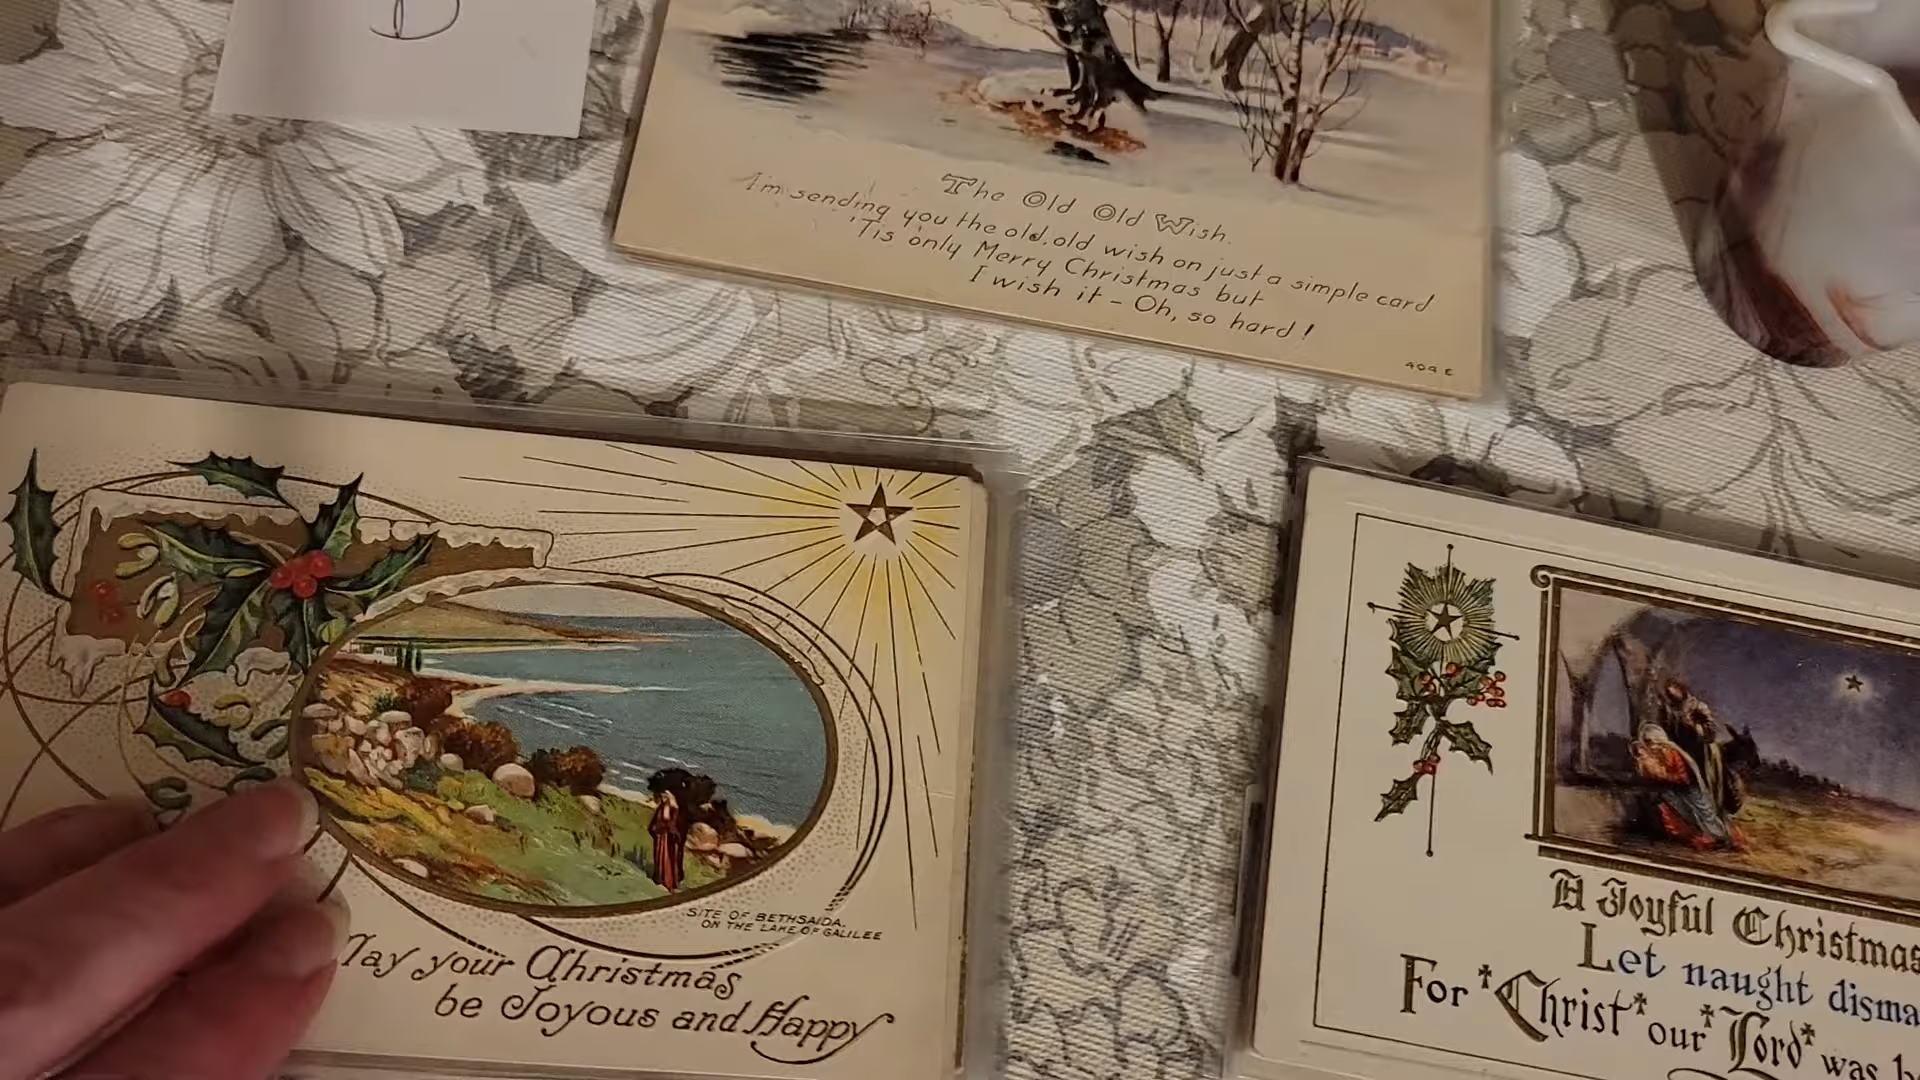 B
The Old Old Wish.
I'm sending you the old, old wish on just a simple card
'Tis only Merry Christmas but
I wish it - Oh, so hard!
404 E
SITE OF BETHSAIDA,
ON THE LAKE OF GALILEE
May your Christmas
be Joyous and Happy
A Joyful Christmas
Let naught
For Christ our Lord was